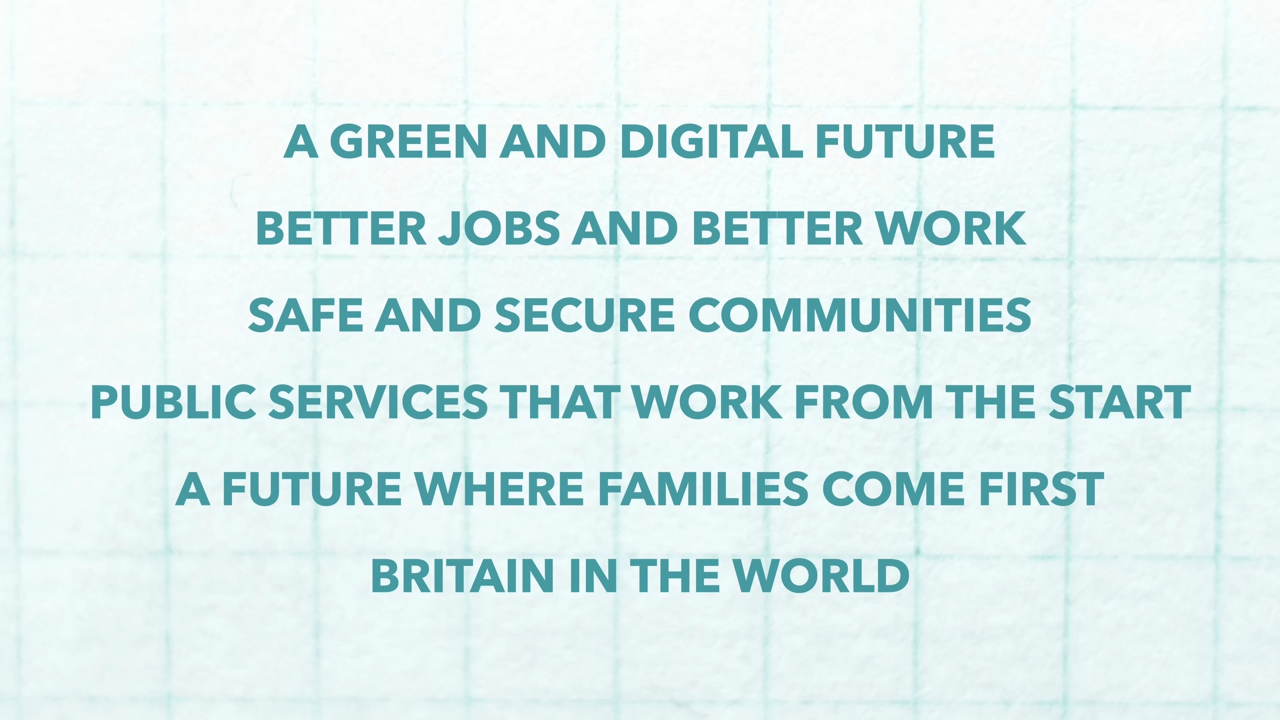 A GREEN AND DIGITAL FUTURE
BETTER JOBS AND BETTER WORK
SAFE AND SECURE COMMUNITIES
PUBLIC SERVICES THAT WORK FROM THE START
A FUTURE WHERE FAMILIES COME FIRST
BRITAIN IN THE WORLD